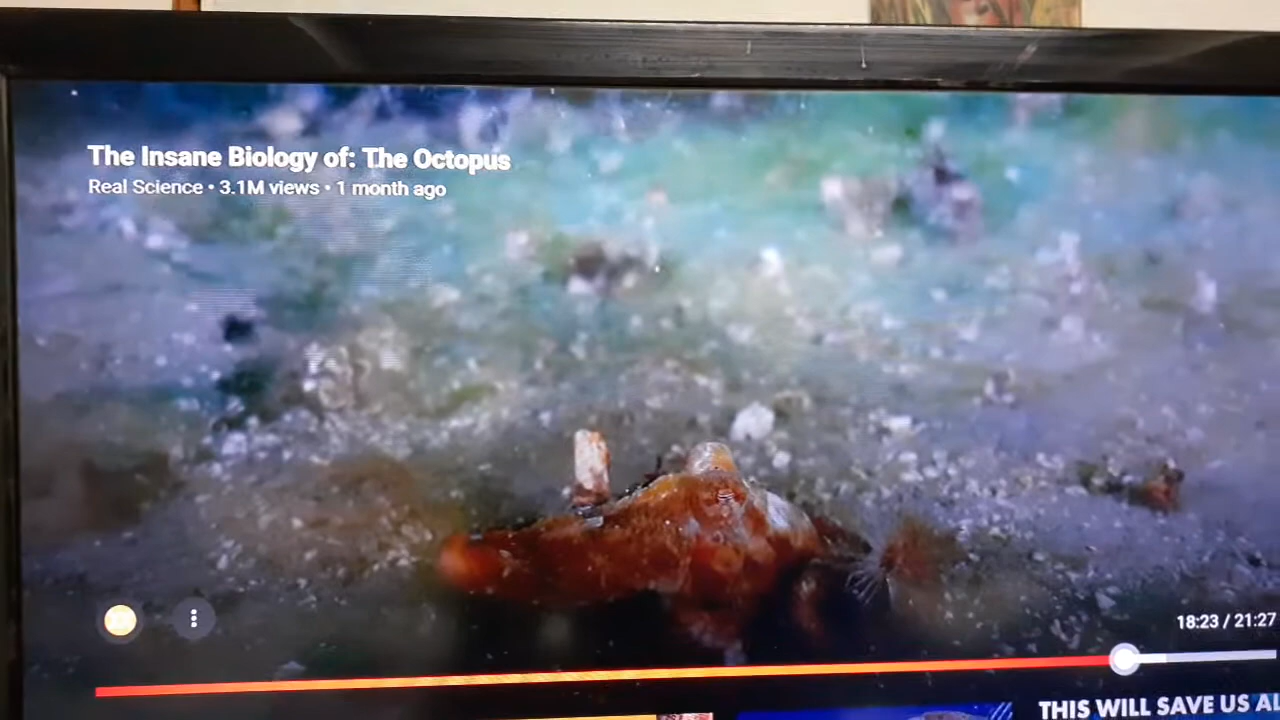 The Insane Biology of: The Octopus
Real Science • 3.1M views • 1 month ago
18:23 / 21:27
THIS WILL SAVE US AL